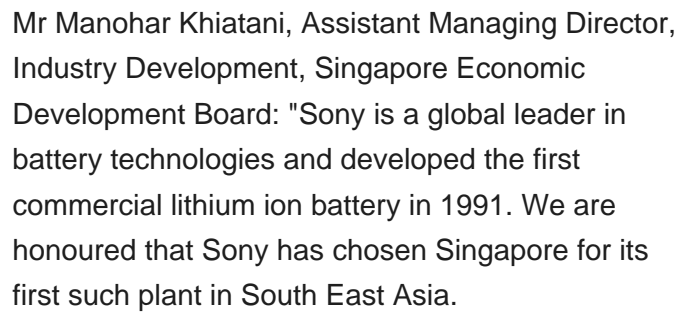 Mr Manohar Khiatani, Assistant Managing Director,
Industry Development, Singapore Economic
Development Board: "Sony is a global leader in
battery technologies and developed the first
commercial lithium ion battery in 1991. We are
honoured that Sony has chosen Singapore for its
first such plant in South East Asia.